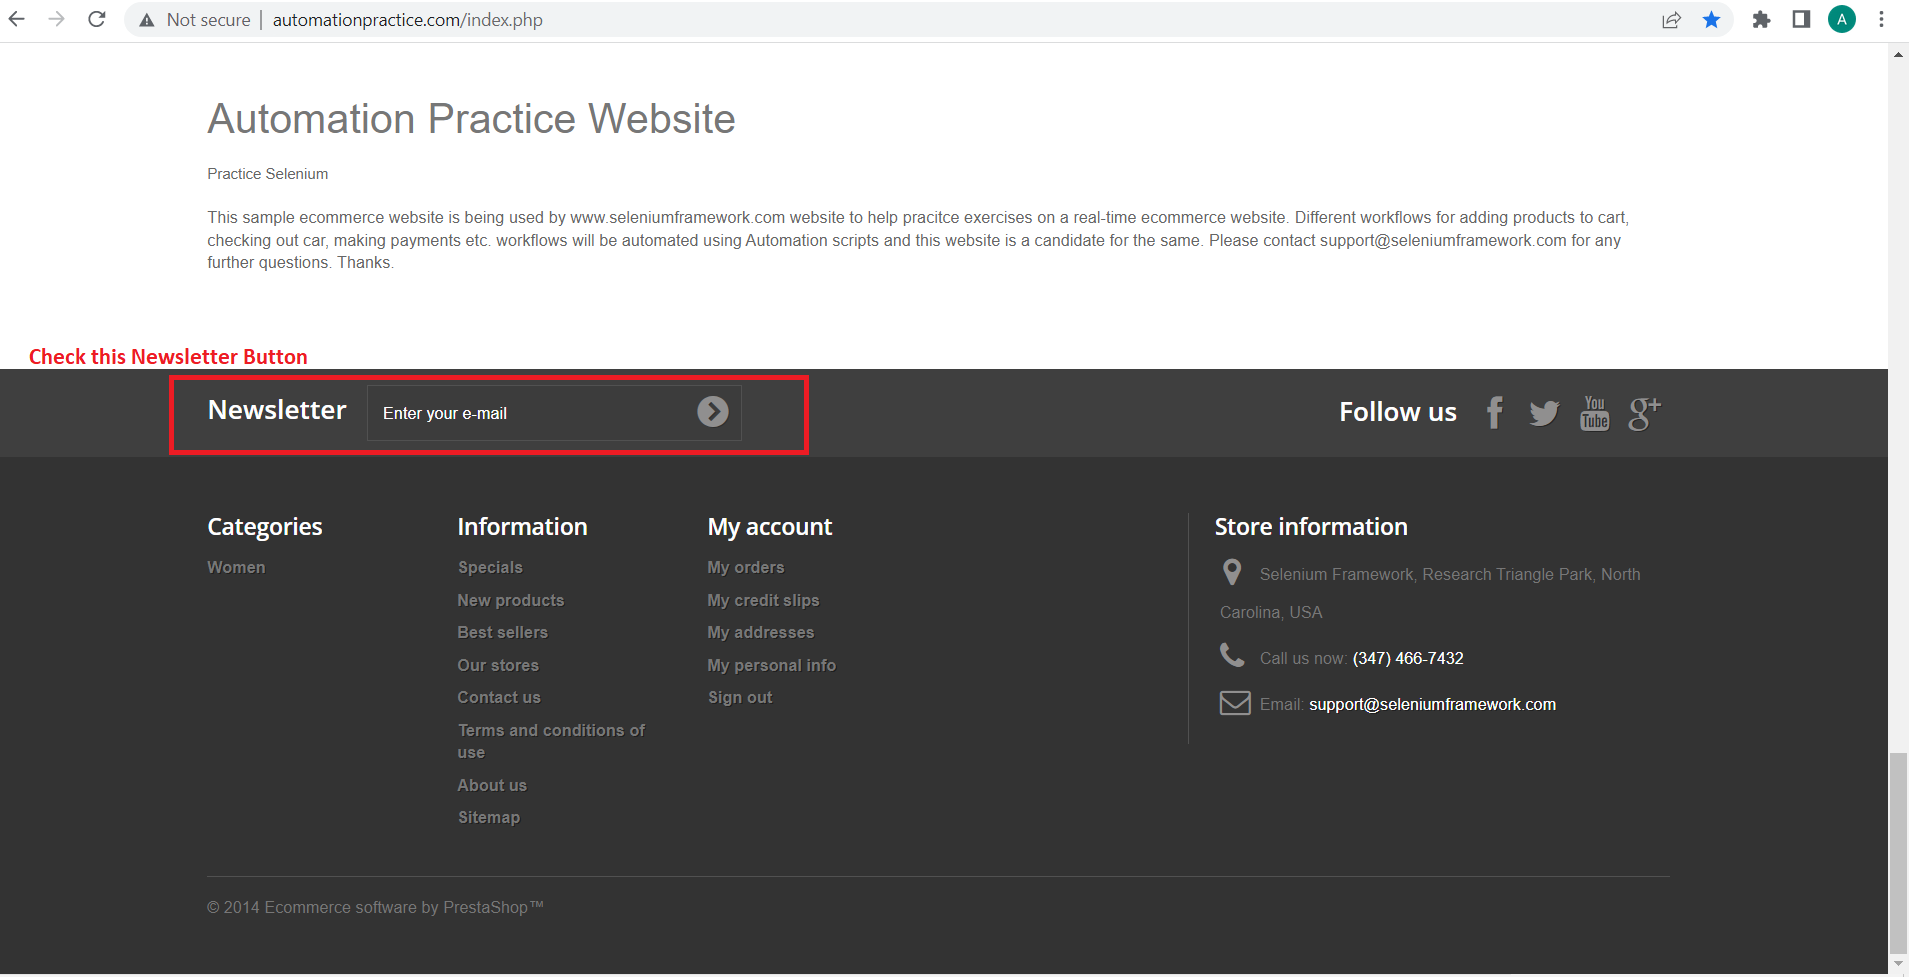 Not secure | automationpractice.com/index.php
A
Automation Practice Website
Practice Selenium
This sample ecommerce website is being used by www.seleniumframework.com website to help pracitce exercises on a real-time ecommerce website. Different workflows for adding products to cart,
checking out car, making payments etc. workflows will be automated using Automation scripts and this website is a candidate for the same. Please contact support@seleniumframework.com for any
further questions. Thanks.
Check this Newsletter Button
Newsletter
Enter your e-mail
Follow us
You
Tube
g+
Categories
Women
Information
Specials
New products
Best sellers
Our stores
Contact us
Terms and conditions of
use
About us
Sitemap
My account
My orders
My credit slips
My addresses
My personal info
Sign out
Store information
Selenium Framework, Research Triangle Park, North
Carolina, USA
Call us now: (347) 466-7432
Email: support@seleniumframework.com
© 2014 Ecommerce software by PrestaShop™